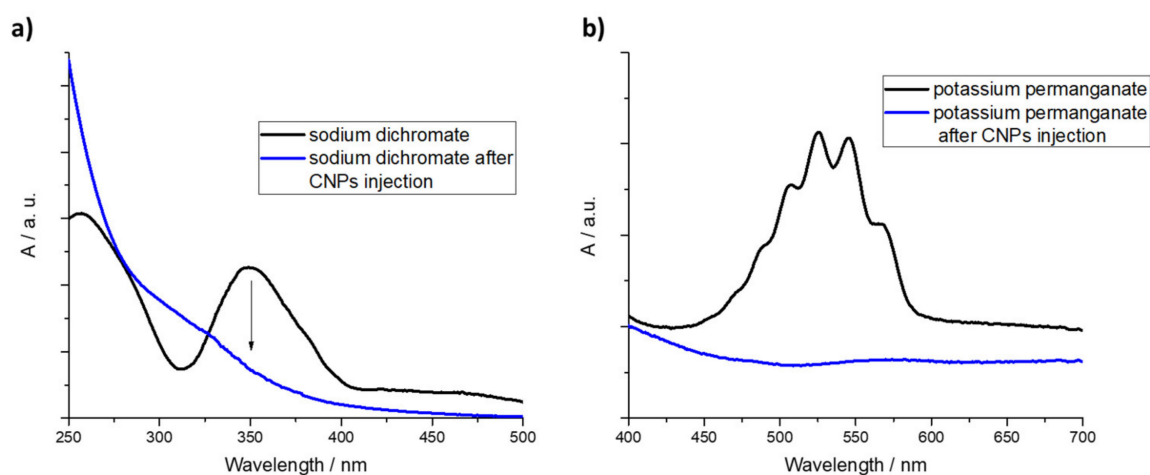 a)
sodium dichromate
sodium dichromate after
CNPs injection
A / a. u.
250
300
350
400
450
500
Wavelength / nm
b)
potassium permanganate
potassium permanganate
after CNPs injection
A / a.u.
400
450
500
550
600
650
700
Wavelength / nm